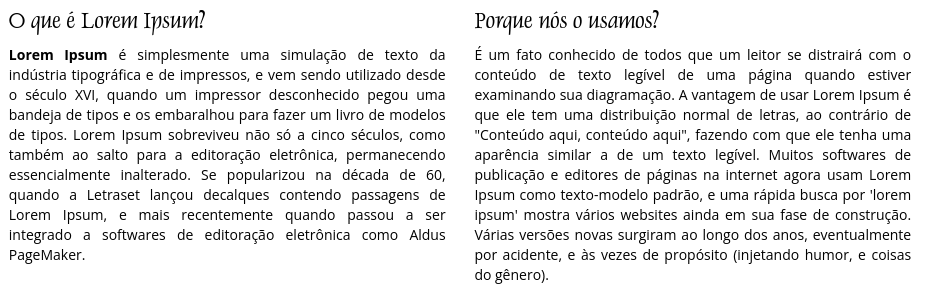 O que é Lorem Ipsum?
Lorem Ipsum é simplesmente uma simulação de texto da
indústria tipográfica e de impressos, e vem sendo utilizado desde
o século XVI, quando um impressor desconhecido pegou uma
bandeja de tipos e os embaralhou para fazer um livro de modelos
de tipos. Lorem Ipsum sobreviveu não só a cinco séculos, como
também ao salto para a editoração eletrônica, permanecendo
essencialmente inalterado. Se popularizou na década de 60,
quando a Letraset lançou decalques contendo passagens de
Lorem Ipsum, e mais recentemente quando passou a ser
integrado a softwares de editoração eletrônica como Aldus
PageMaker.
Porque nós o usamos?
É um fato conhecido de todos que um leitor se distrairá com o
conteúdo de texto legível de uma página quando estiver
examinando sua diagramação. A vantagem de usar Lorem Ipsum é
que ele tem uma distribuição normal de letras, ao contrário de
"Conteúdo aqui, conteúdo aqui", fazendo com que ele tenha uma
aparência similar a de um texto legível. Muitos softwares de
publicação e editores de páginas na internet agora usam Lorem
Ipsum como texto-modelo padrão, e uma rápida busca por 'lorem
ipsum' mostra vários websites ainda em sua fase de construção.
Várias versões novas surgiram ao longo dos anos, eventualmente
por acidente, e às vezes de propósito (injetando humor, e coisas
do gênero).